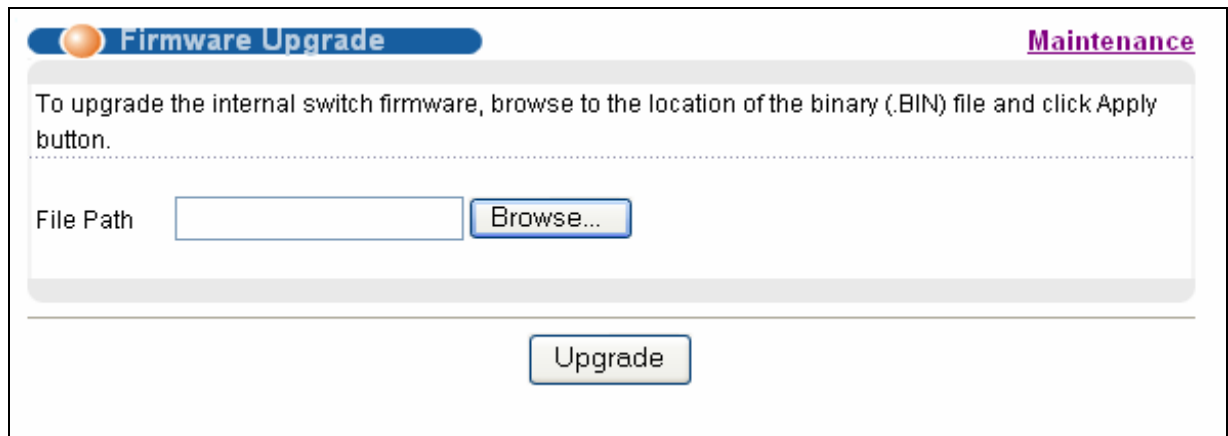 Firmware Upgrade
Maintenance
To upgrade the internal switch firmware, browse to the location of the binary (.BIN) file and click Apply
button.
File Path
Browse...
Upgrade